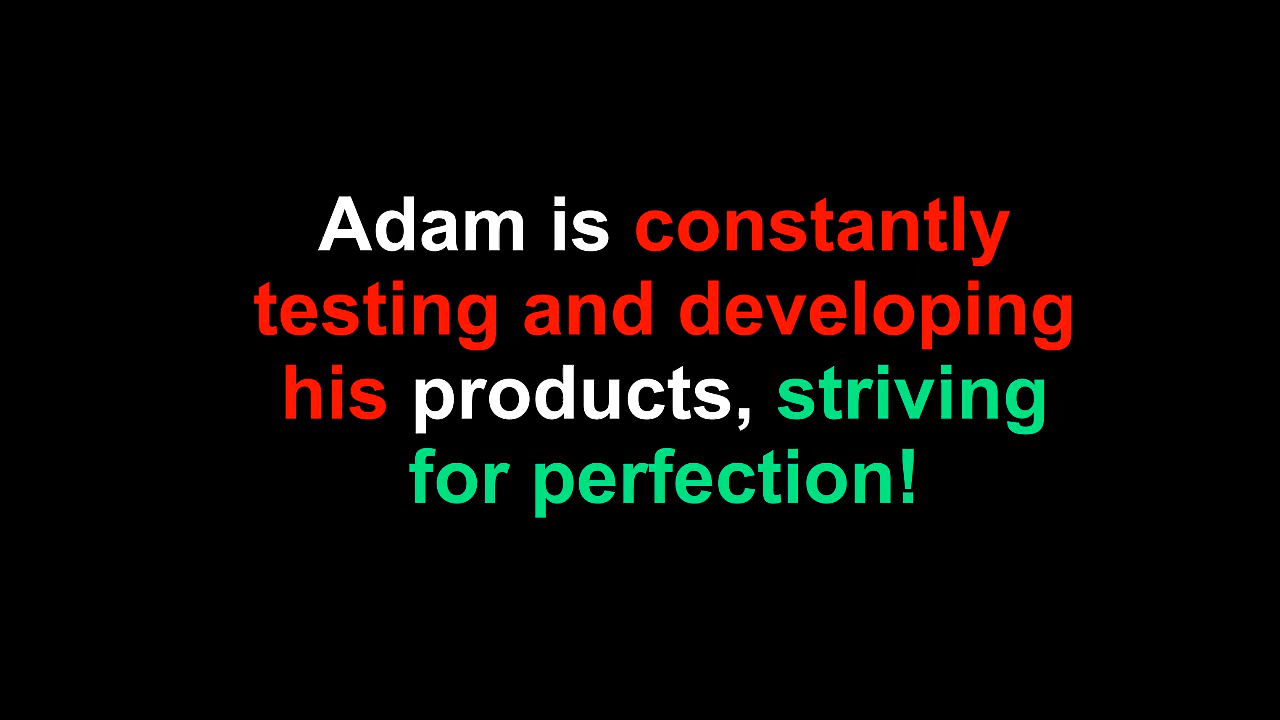 Adam is constantly
testing and developing
his products, striving
for perfection!